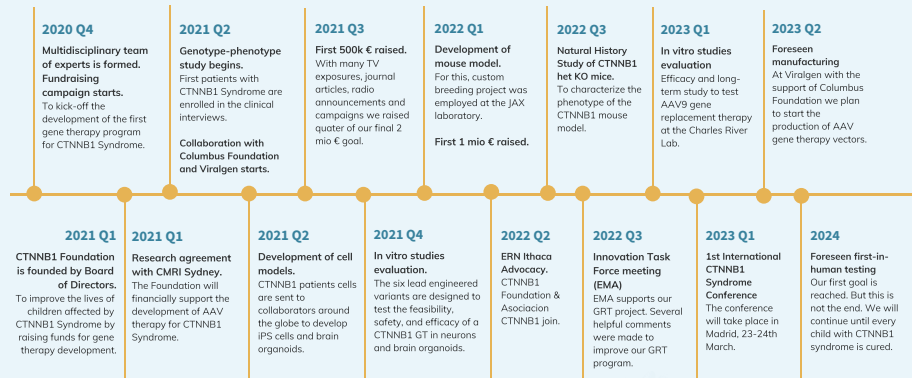 2020 Q4
Multidisciplinary team
of experts is formed.
Fundraising
campaign starts.
To kick-off the
development of the first
gene therapy program
for CTNNB1 Syndrome.
2021 Q2
Genotype-phenotype
study begins.
First patients with
CTNNB1 Syndrome are
enrolled in the clinical
interviews.
Collaboration with
Columbus Foundation
and Viralgen starts.
2021 Q3
First 500k € raised.
With many TV
exposures, journal
articles, radio
announcements and
campaigns we raised
quater of our final 2
mio € goal.
2022 Q1
Development of
mouse model.
For this, custom
breeding project was
employed at the JAX
laboratory.
First 1 mio € raised.
2022 Q3
Natural History
Study of CTNNB1
het KO mice.
To characterize the
phenotype of the
CTNNB1 mouse
model.
2023 Q1
In vitro studies
evaluation
Efficacy and long-
term study to test
AAV9 gene
replacement therapy
at the Charles River
Lab.
2023 Q2
Foreseen
manufacturing
At Viralgen with the
support of Columbus
Foundation we plan
to start the
production of AAV
gene therapy vectors.
2021 Q1
CTNNB1 Foundation
is founded by Board
of Directors.
To improve the lives of
children affected by
CTNNB1 Syndrome by
raising funds for gene
therapy development.
2021 Q1
Research agreement
with CMRI Sydney.
The Foundation will
financially support the
development of AAV
therapy for CTNNB1
Syndrome.
2021 Q2
Development of cell
models.
CTNNB1 patients cells
are sent to
collaborators around
the globe to develop
iPS cells and brain
organoids.
2021 Q4
In vitro studies
evaluation.
The six lead engineered
variants are designed to
test the feasibility,
safety, and efficacy of a
CTNNB1 GT in neurons
and brain organoids.
2022 Q2
ERN Ithaca
Advocacy.
CTNNB1
Foundation &
Asociacion
CTNNB1 join.
2022 Q3
Innovation Task
Force meeting
(EMA)
EMA supports our
GRT project. Several
helpful comments
were made to
improve our GRT
program.
2023 Q1
1st International
CTNNB1
Syndrome
Conference
The conference
will take place in
Madrid, 23-24th
March.
2024
Foreseen first-in-
human testing
Our first goal is
reached. But this is
not the end. We will
continue until every
child with CTNNB1
syndrome is cured.